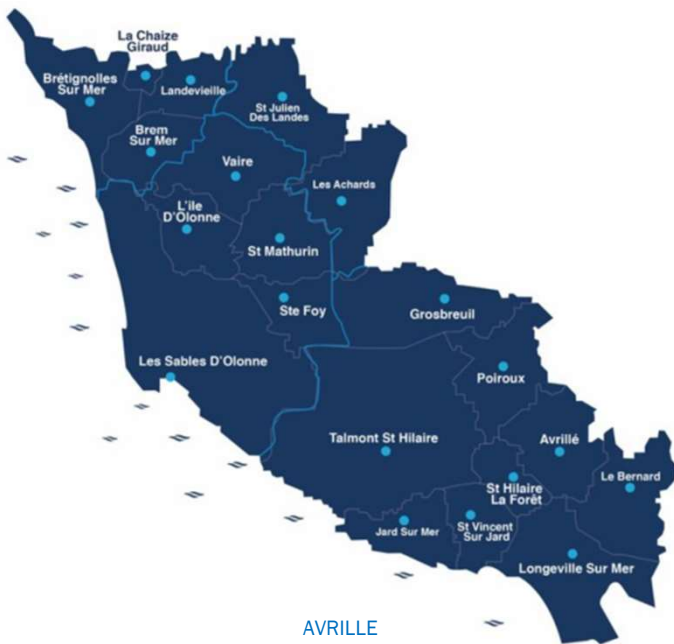 La Chaize
Giraud
Brétignolles
Sur Mer
Landevieille
St Julien
Des Landes
Brem
Sur Mer
Vaire
Les Achards
L'ile
D'Olonne
St Mathurin
Ste Foy
Grosbreuil
Les Sables D'Olonne
Poiroux
Talmont St Hilaire
Avrillé
Le Bernard
St Hilaire
La Forêt
Jard Sur Mer
St Vincent
Sur Jard
Longeville Sur Mer
AVRILLE